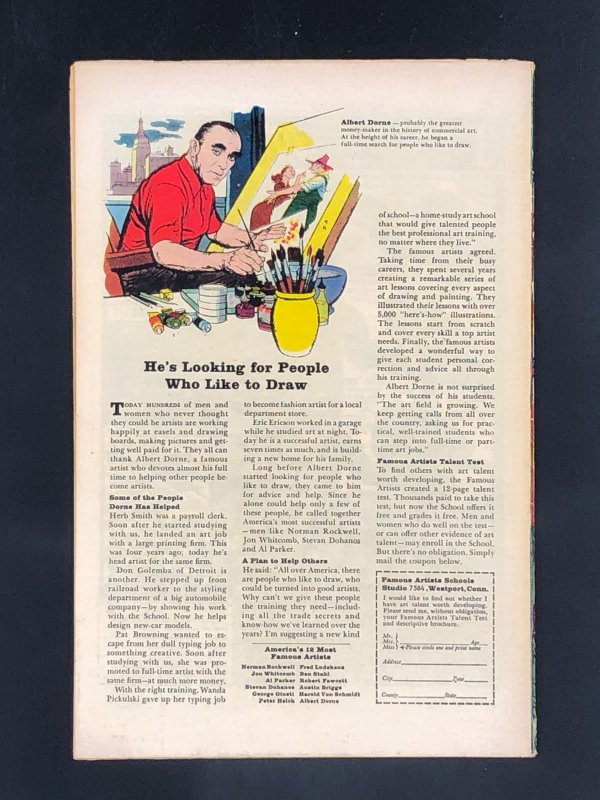 Albert Dorne — probably the greatest
money-maker in the history of commercial art.
At the height of his career, he began a
full-time search for people who like to draw.
He's Looking for People
Who Like to Draw
TODAY HUNDREDS of men and
women who never thought
they could be artists are working
happily at easels and drawing
boards, making pictures and get-
ting well paid for it. They all can
thank Albert Dorne, a famous
artist who devotes almost his full
time to helping other people be-
come artists.
Some of the People
Dorne Has Helped
Herb Smith was a payroll clerk.
Soon after he started studying
with us, he landed an art job
with a large printing firm. This
was four years ago; today he's
head artist for the same firm.
Don Golemba of Detroit is
another. He stepped up from
railroad worker to the styling
department of a big automobile
company—by showing his work
with the School. Now he helps
design new-car models.
Pat Browning wanted to es-
cape from her dull typing job to
something creative. Soon after
studying with us, she was pro-
moted to full-time artist with the
same firm—at much more money.
With the right training, Wanda
Pickulski gave up her typing job
to become fashion artist for a local
department store.
Eric Ericson worked in a garage
while he studied art at night. To-
day he is a successful artist, earns
seven times as much, and is build-
ing a new home for his family.
Long before Albert Dorne
started looking for people who
like to draw, they came to him
for advice and help. Since he
alone could help only a few of
these people, he called together
America's most successful artists
—men like Norman Rockwell,
Jon Whitcomb, Stevan Dohanos
and Al Parker.
A Plan to Help Others
He said: "All over America, there
are people who like to draw, who
could be turned into good artists.
Why can't we give these people
the training they need—includ-
ing all the trade secrets and
know-how we've learned over the
years? I'm suggesting a new kind
America's 12 Most
Famous Artists
Norman Rockwell Fred Ludekens
Jon Whitcomb Ben Stahl
Al Parker Robert Fawcett
Stevan Dohanos Austin Briggs
George Giusti Harold Von Schmidt
Peter Helck Albert Dorne
of school—a home-study art school
that would give talented people
the best professional art training,
no matter where they live."
The famous artists agreed.
Taking time from their busy
careers, they spent several years
creating a remarkable series of
art lessons covering every aspect
of drawing and painting. They
illustrated their lessons with over
5,000 "here's-how" illustrations.
The lessons start from scratch
and cover every skill a top artist
needs. Finally, the famous artists
developed a wonderful way to
give each student personal cor-
rection and advice all through
his training.
Albert Dorne is not surprised
by the success of his students.
"The art field is growing. We
keep getting calls from all over
the country, asking us for prac-
tical, well-trained students who
can step into full-time or part-
time art jobs."
Famous Artists Talent Test
To find others with art talent
worth developing, the Famous
Artists created a 12-page talent
test. Thousands paid to take this
test, but now the School offers it
free and grades it free. Men and
women who do well on the test—
or can offer other evidence of art
talent—may enroll in the School.
But there's no obligation. Simply
mail the coupon below.
Famous Artists Schools
Studio 7584, Westport, Conn.
I would like to find out whether I
have art talent worth developing.
Please send me, without obligation,
your Famous Artists Talent Test
and descriptive brochure.
Mr.
Mrs. Age
Miss Please circle one and print name
Address
City Zone
County State